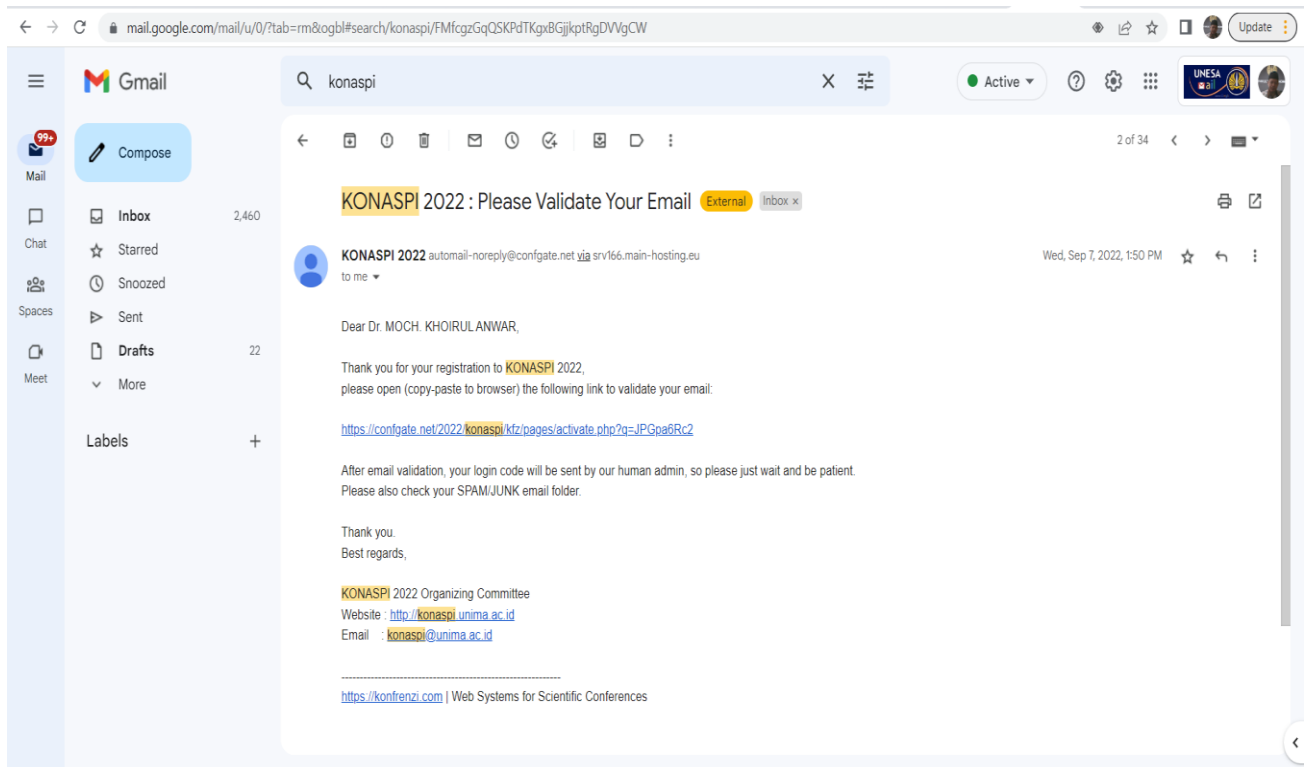 mail.google.com/mail/u/0/?tab=rm&ogbl#search/konaspi/FMfcgzGqQSKPdTKgxBGjjkptRgDVVgCW
Update
Gmail
konaspi
Active
UNESA
mail
99+
Mail
Compose
2 of 34
Chat
Spaces
Meet
Inbox 2,460
Starred
Snoozed
Sent
Drafts 22
More
Labels
KONASPI 2022 : Please Validate Your Email External Inbox x
KONASPI 2022 automail-noreply@confgate.net via srv166.main-hosting.eu
Wed, Sep 7, 2022, 1:50 PM
to me
Dear Dr. MOCH. KHOIRUL ANWAR,
Thank you for your registration to KONASPI 2022,
please open (copy-paste to browser) the following link to validate your email:
https://confgate.net/2022/konaspi/kfz/pages/activate.php?q=JPGpa6Rc2
After email validation, your login code will be sent by our human admin, so please just wait and be patient.
Please also check your SPAM/JUNK email folder.
Thank you.
Best regards,
KONASPI 2022 Organizing Committee
Website : http://konaspi.unima.ac.id
Email : konaspi@unima.ac.id
------------------------------------------------------------
https://konfrenzi.com | Web Systems for Scientific Conferences